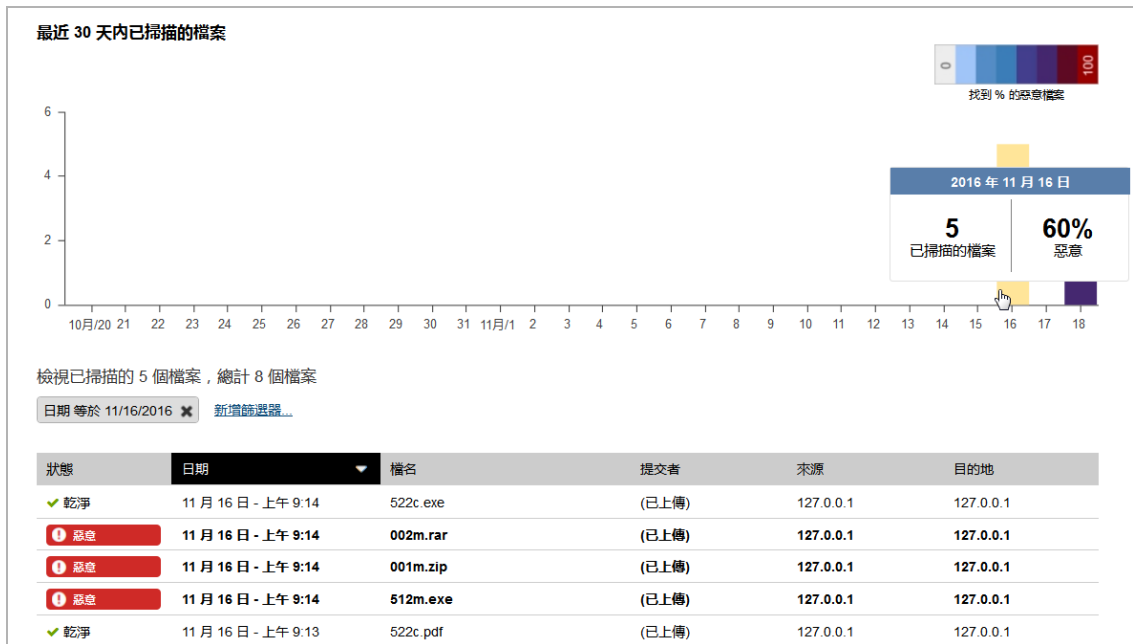 最近 30 天內已掃描的檔案
0 100
找到 % 的惡意檔案
6
4
2
0
2016 年 11 月 16 日
5 60%
已掃描的檔案 惡意
10月/20 21 22 23 24 25 26 27 28 29 30 31 11月/1 2 3 4 5 6 7 8 9 10 11 12 13 14 15 16 17 18
檢視已掃描的 5 個檔案，總計 8 個檔案
日期 等於 11/16/2016 新增篩選器...
狀態 日期 檔名 提交者 來源 目的地
乾淨 11 月 16 日 - 上午 9:14 522c.exe (已上傳) 127.0.0.1 127.0.0.1
惡意 11 月 16 日 - 上午 9:14 002m.rar (已上傳) 127.0.0.1 127.0.0.1
惡意 11 月 16 日 - 上午 9:14 001m.zip (已上傳) 127.0.0.1 127.0.0.1
惡意 11 月 16 日 - 上午 9:14 512m.exe (已上傳) 127.0.0.1 127.0.0.1
乾淨 11 月 16 日 - 上午 9:13 522c.pdf (已上傳) 127.0.0.1 127.0.0.1